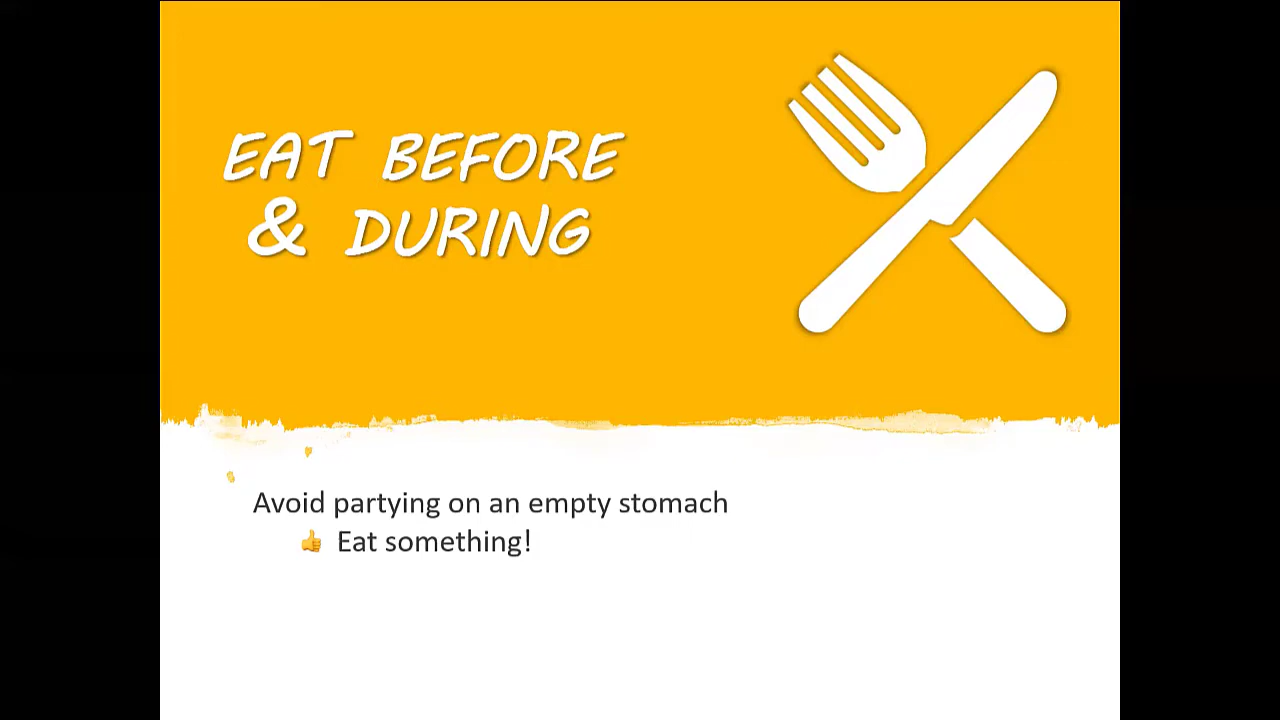 EAT BEFORE
& DURING
Avoid partying on an empty stomach
👍 Eat something!